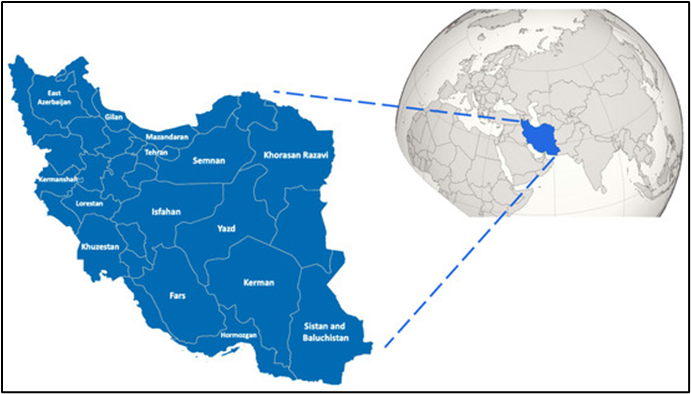 East
Azerbaijan
Gilan
Mazandaran
Tehran
Semnan
Khorasan Razavi
Kermanshah
Lorestan
Isfahan
Yazd
Khuzestan
Fars
Kerman
Hormozgan
Sistan and
Baluchistan